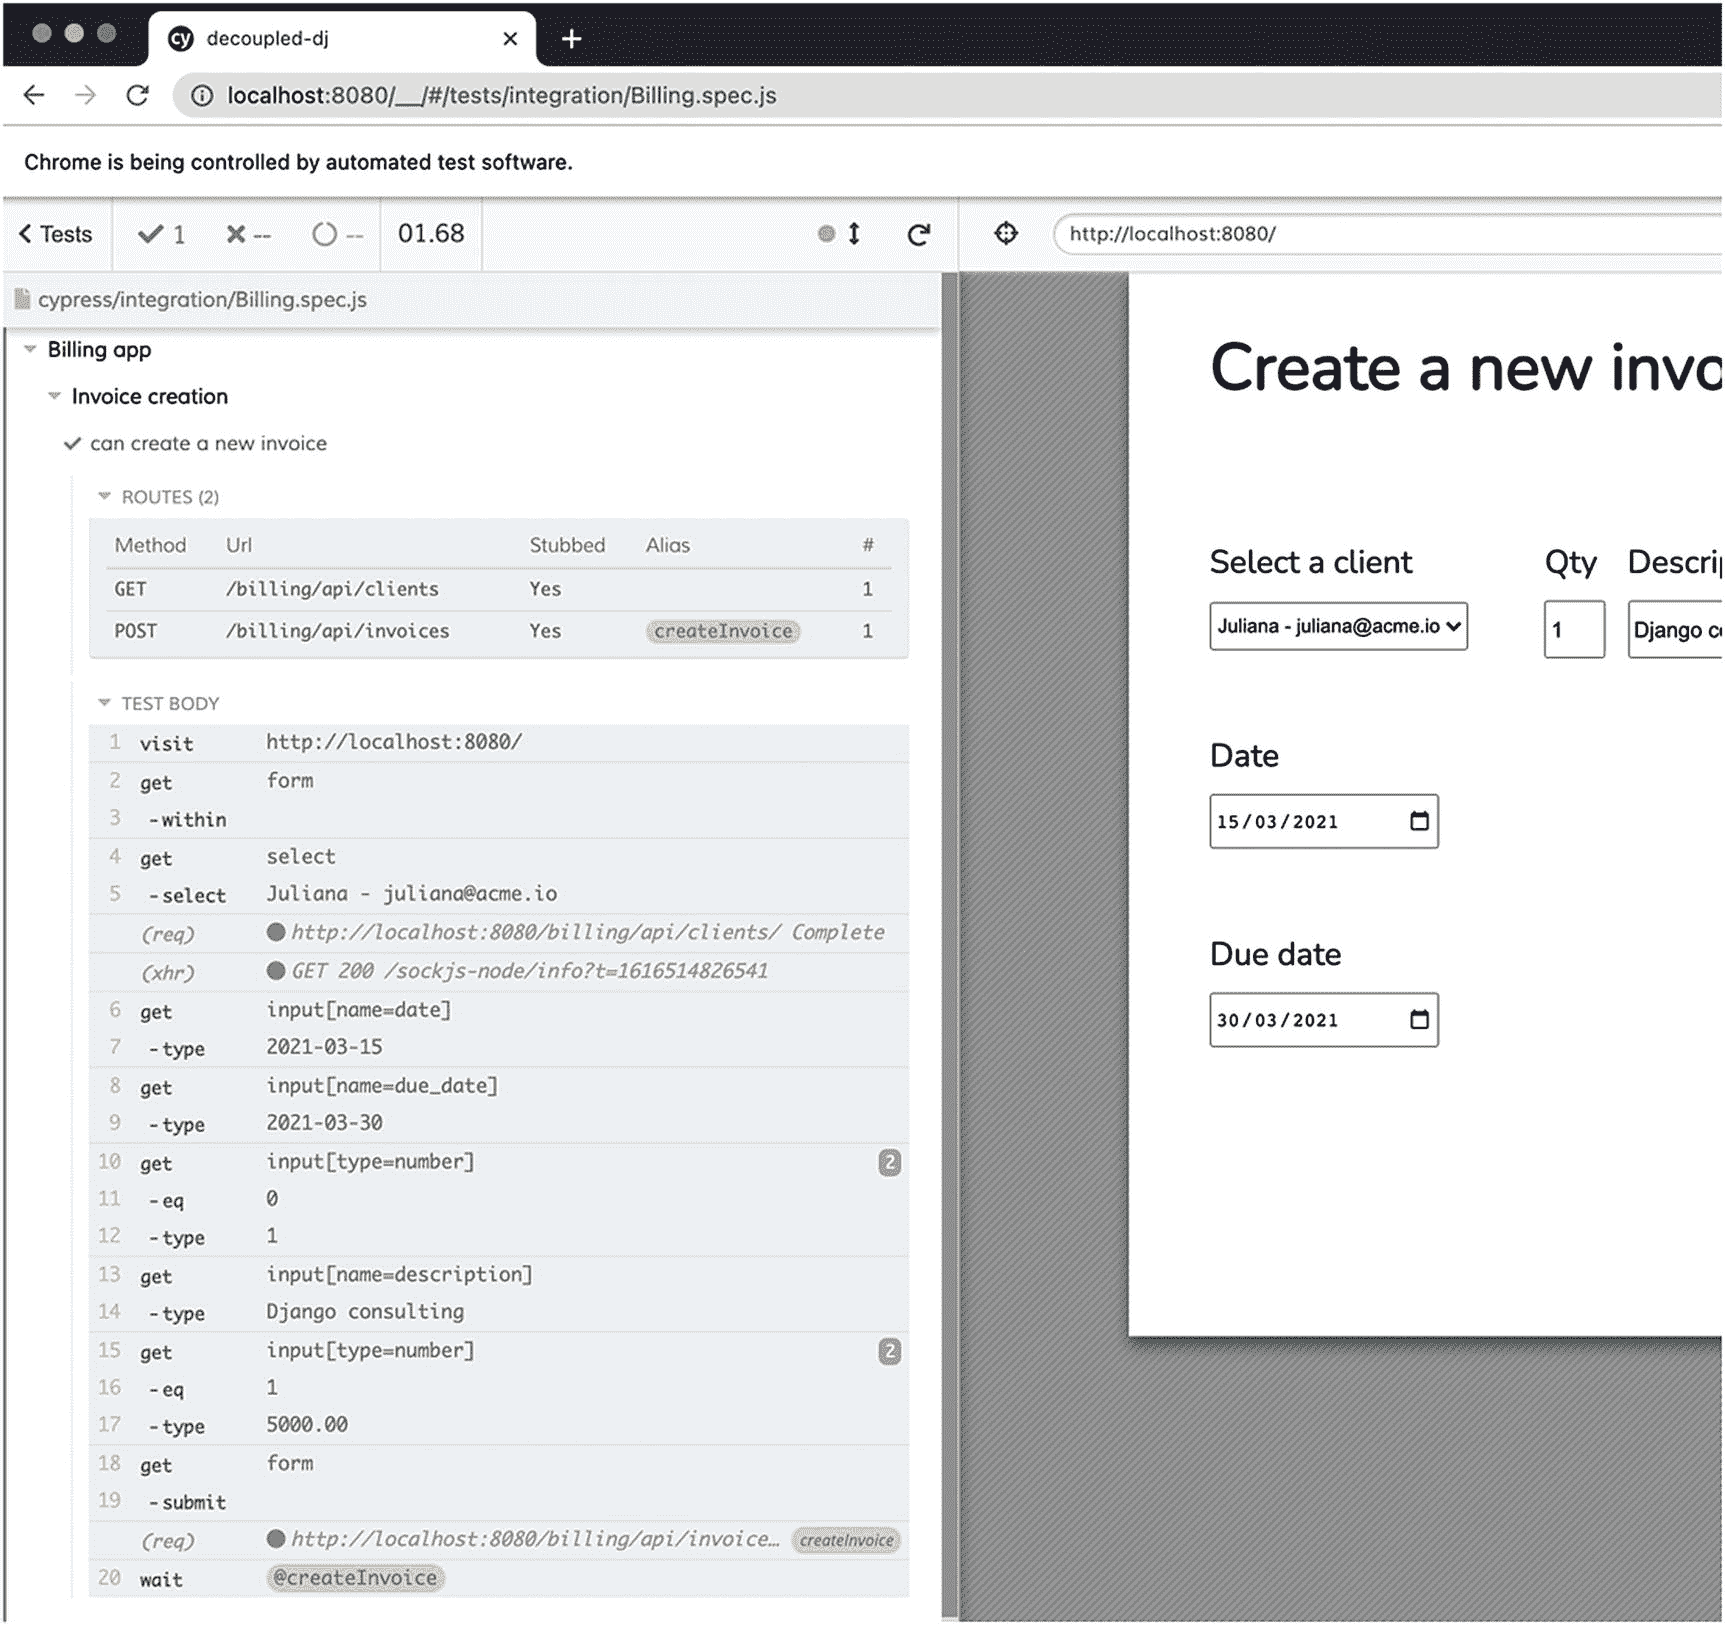 cy decoupled-dj
localhost:8080/__/#/tests/integration/Billing.spec.js
Chrome is being controlled by automated test software.
Tests 1 -- -- 01.68
http://localhost:8080/
cypress/integration/Billing.spec.js
Billing app
Invoice creation
can create a new invoice
ROUTES (2)
Method Url Stubbed Alias #
GET /billing/api/clients Yes 1
POST /billing/api/invoices Yes createInvoice 1
TEST BODY
1 visit http://localhost:8080/
2 get form
3 -within
4 get select
5 -select Juliana - juliana@acme.io
(req) http://localhost:8080/billing/api/clients/ Complete
(xhr) GET 200 /sockjs-node/info?t=1616514826541
6 get input[name=date]
7 -type 2021-03-15
8 get input[name=due_date]
9 -type 2021-03-30
10 get input[type=number] 2
11 -eq 0
12 -type 1
13 get input[name=description]
14 -type Django consulting
15 get input[type=number] 2
16 -eq 1
17 -type 5000.00
18 get form
19 -submit
(req) http://localhost:8080/billing/api/invoice… createInvoice
20 wait @createInvoice
Create a new invo
Select a client Qty Descrip
Juliana - juliana@acme.io 1 Django co
Date
15/03/2021
Due date
30/03/2021